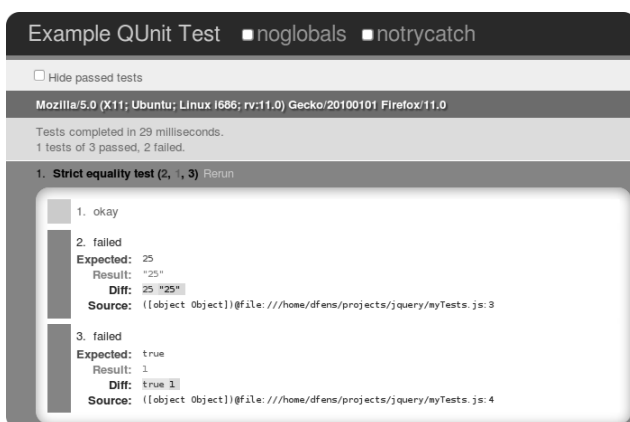 Example QUnit Test noglobals notrycatch
Hide passed tests
Mozilla/5.0 (X11; Ubuntu; Linux i686; rv:11.0) Gecko/20100101 Firefox/11.0
Tests completed in 29 milliseconds.
1 tests of 3 passed, 2 failed.
1. Strict equality test (2, 1, 3) Rerun
1. okay
2. failed
Expected: 25
Result: "25"
Diff: 25 "25"
Source: ([object Object])@file:///home/dfens/projects/jquery/myTests.js:3
3. failed
Expected: true
Result: 1
Diff: true 1
Source: ([object Object])@file:///home/dfens/projects/jquery/myTests.js:4